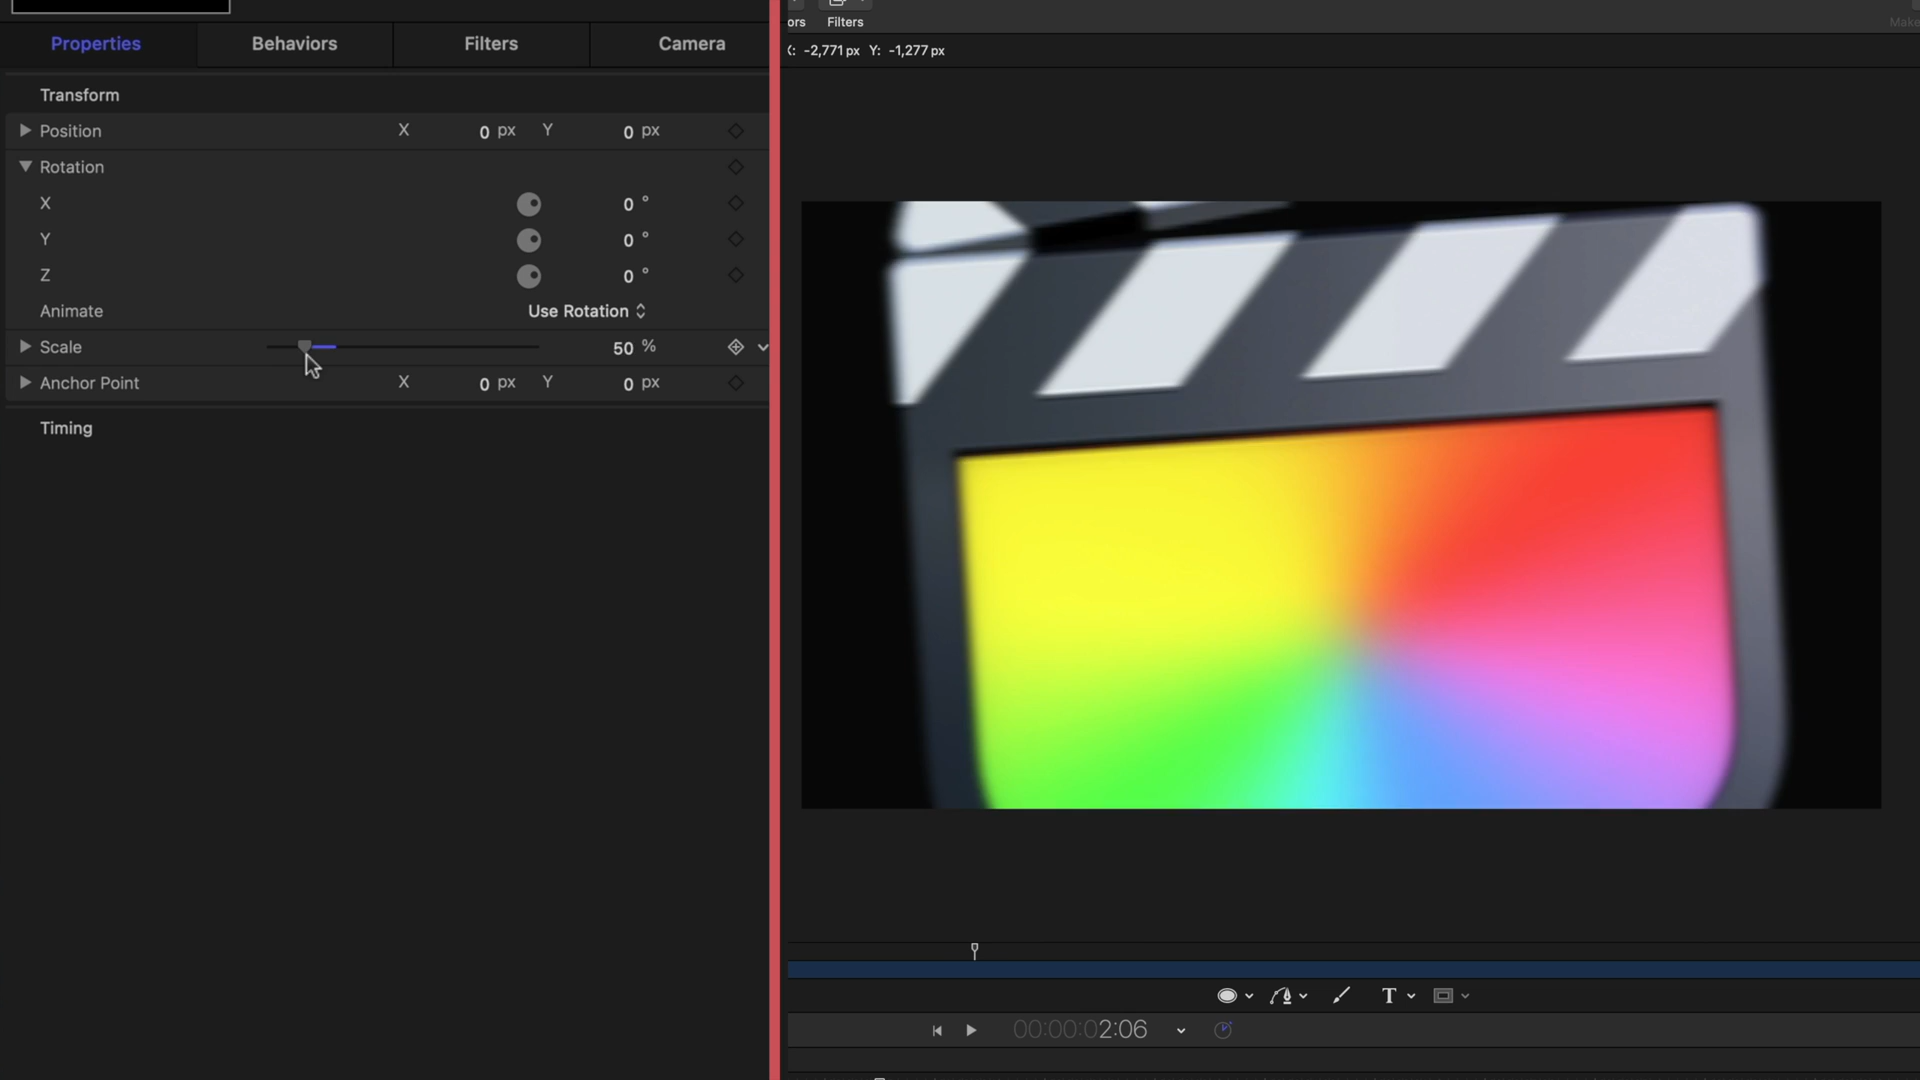 Properties
Behaviors
Filters
Camera
Transform
Position X 0 px Y 0 px
Rotation
X 0 °
Y 0 °
Z 0 °
Animate Use Rotation
Scale 50 %
Anchor Point X 0 px Y 0 px
Timing
ors Filters Make
X: -2,771 px Y: -1,277 px
T
00:00:02:06